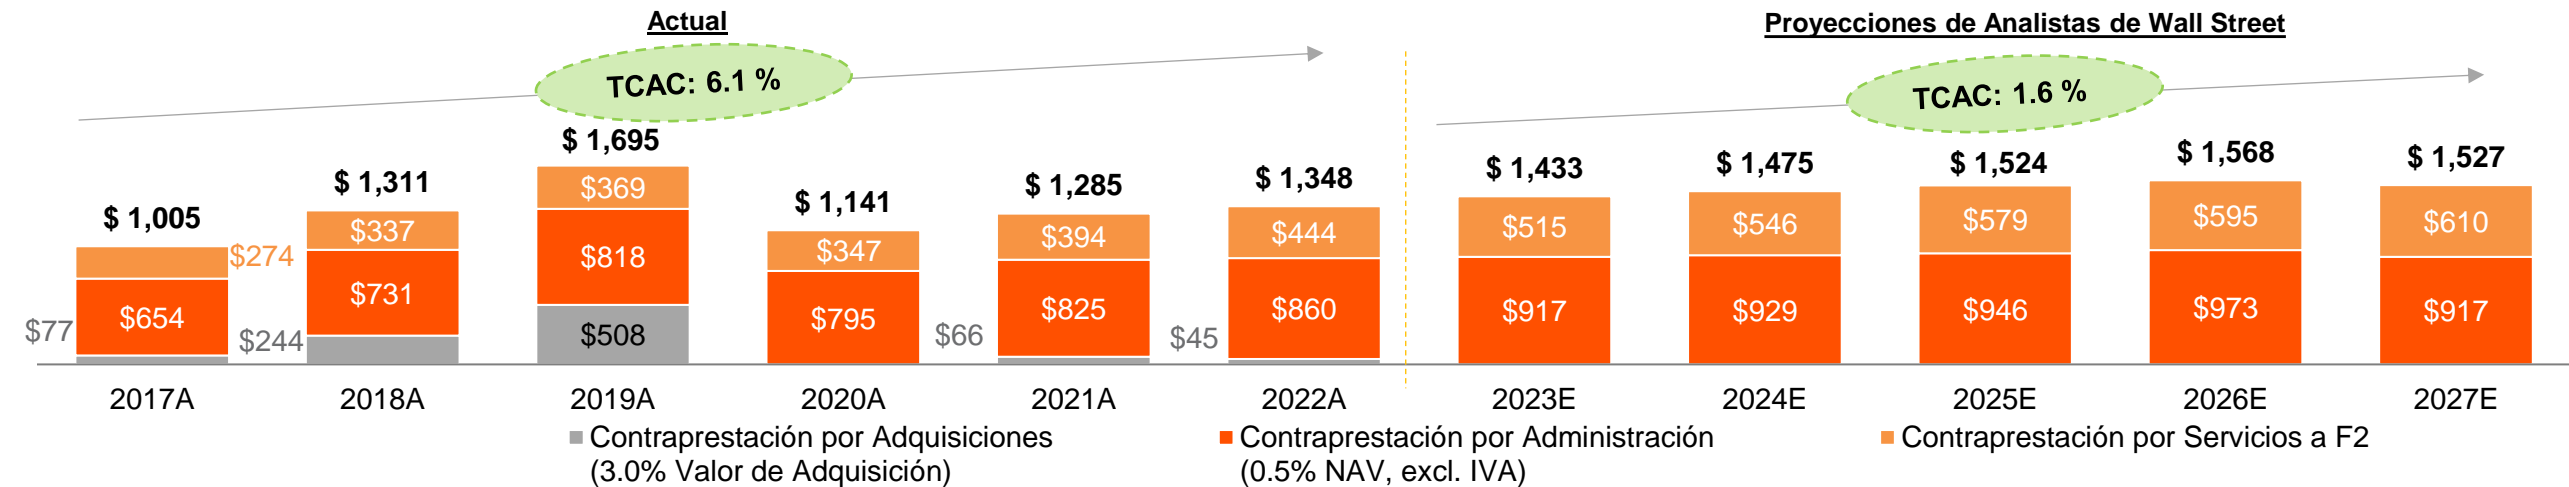 Actual
Proyecciones de Analistas de Wall Street
TCAC: 6.1 %
TCAC: 1.6 %
$ 1,005
$ 1,311
$ 1,695
$ 1,141
$ 1,285
$ 1,348
$ 1,433
$ 1,475
$ 1,524
$ 1,568
$ 1,527
$274
$337
$369
$347
$394
$444
$515
$546
$579
$595
$610
$654
$731
$818
$795
$825
$860
$917
$929
$946
$973
$917
$77
$244
$508
$66
$45
2017A
2018A
2019A
2020A
2021A
2022A
2023E
2024E
2025E
2026E
2027E
Contraprestación por Adquisiciones
(3.0% Valor de Adquisición)
Contraprestación por Administración
(0.5% NAV, excl. IVA)
Contraprestación por Servicios a F2